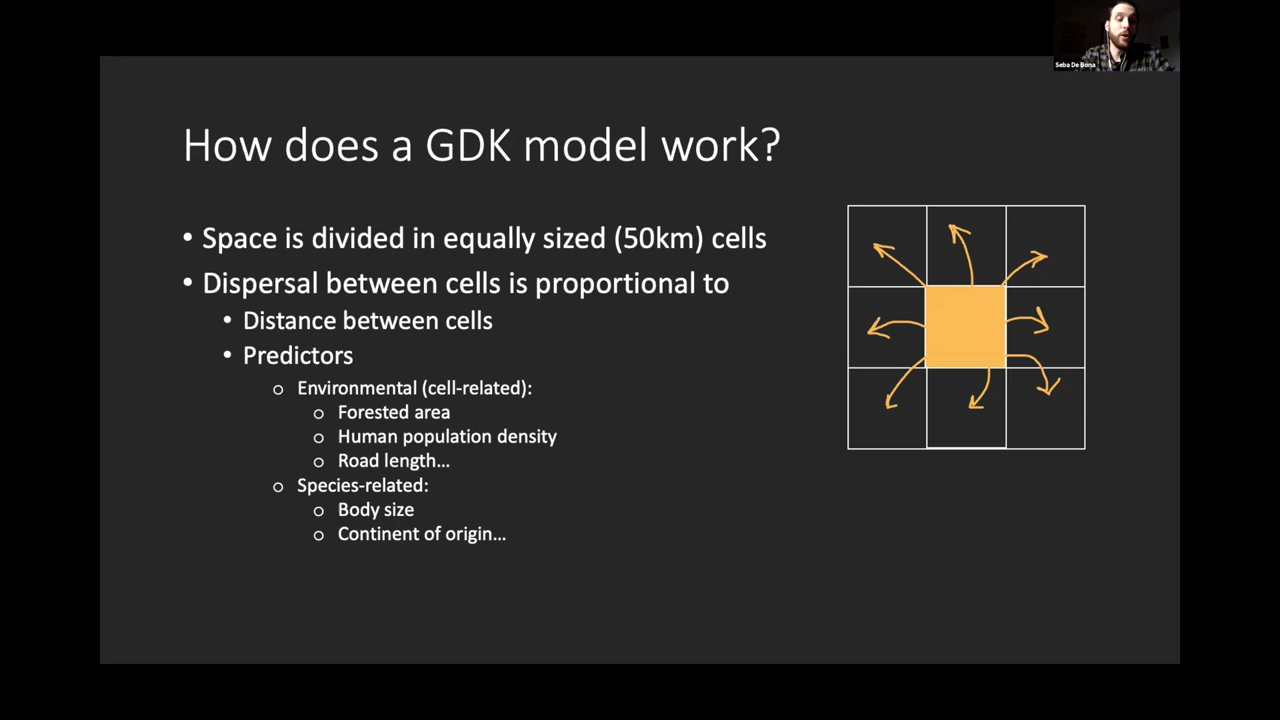 Seba De Bona
How does a GDK model work?
• Space is divided in equally sized (50km) cells
• Dispersal between cells is proportional to
• Distance between cells
• Predictors
o Environmental (cell-related):
o Forested area
o Human population density
o Road length…
o Species-related:
o Body size
o Continent of origin…